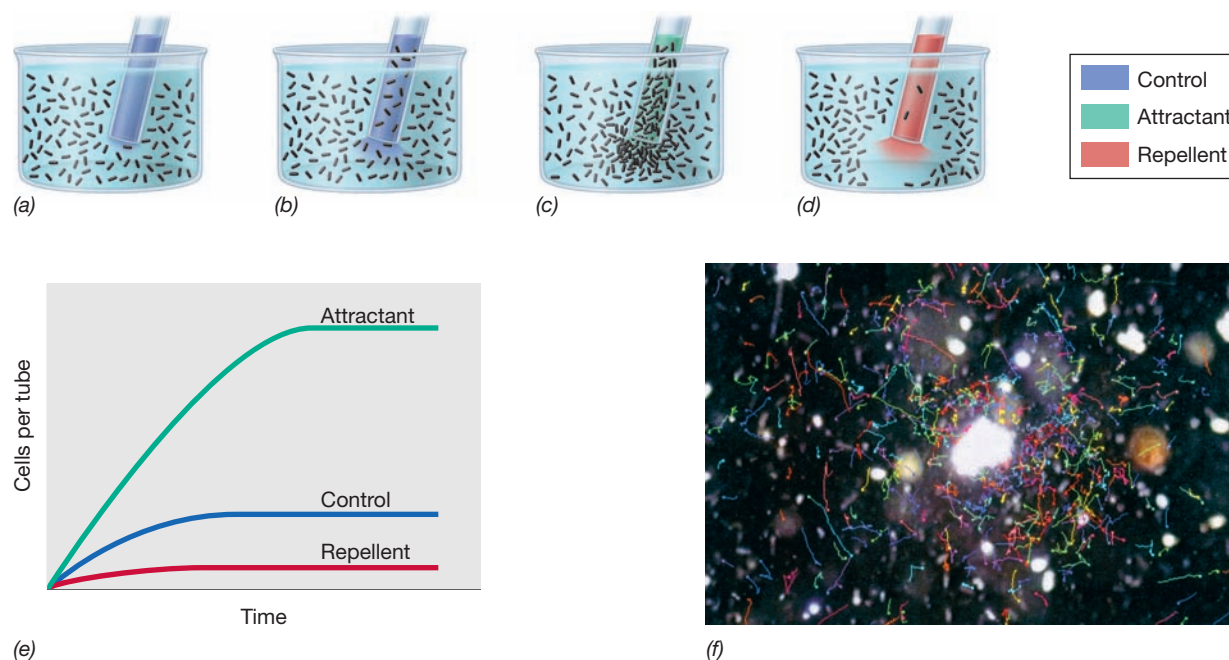 (a)
(b)
(c)
(d)
Control
Attractant
Repellent
Cells per tube
Attractant
Control
Repellent
Time
(e)
(f)